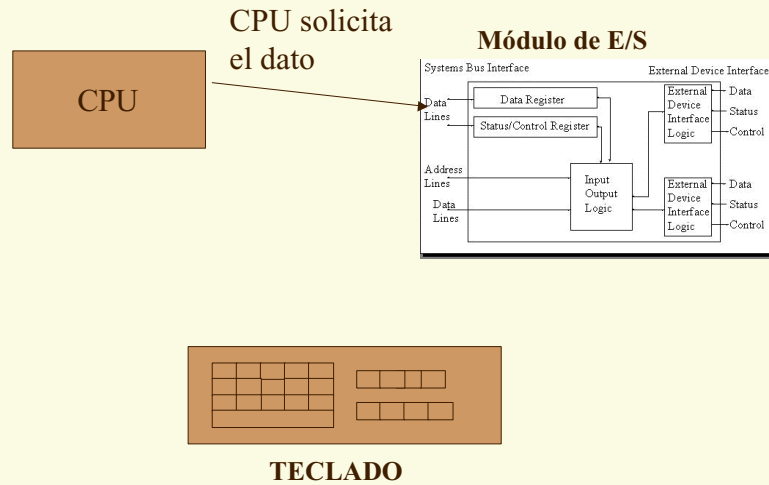 CPU solicita
el dato
Módulo de E/S
CPU
Systems Bus Interface
External Device Interface
Data
Lines
Data Register
Status/Control Register
External
Device
Interface
Logic
Data
Status
Control
Address
Lines
Data
Lines
Input
Output
Logic
External
Device
Interface
Logic
Data
Status
Control
TECLADO